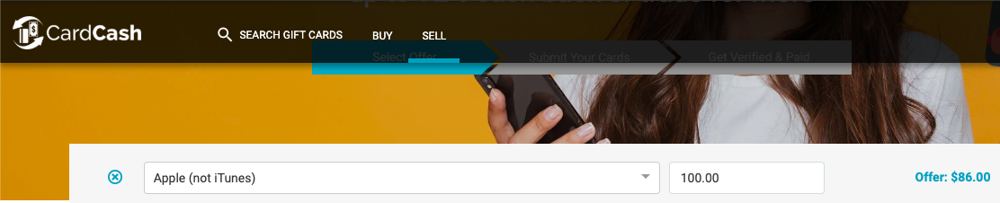 CardCash
SEARCH GIFT CARDS
BUY
SELL
Select Offer
Submit Your Cards
Get Verified & Paid
Apple (not iTunes)
100.00
Offer: $86.00